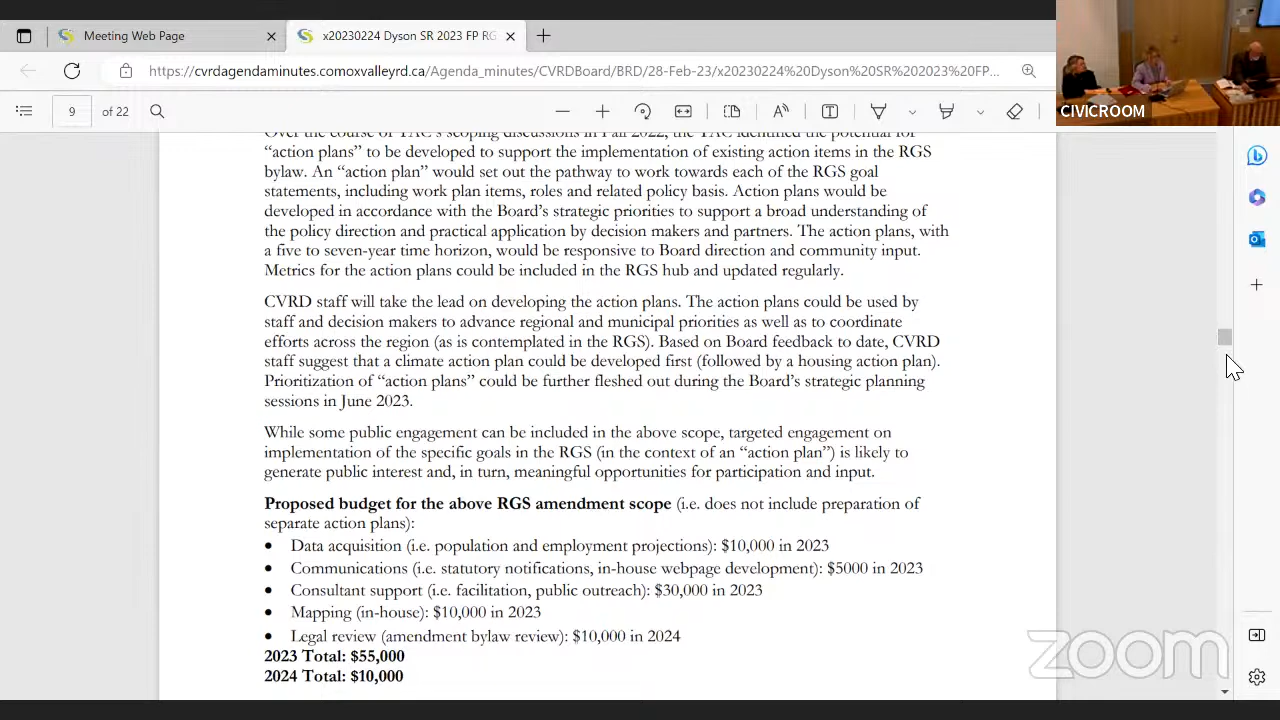 Meeting Web Page
x20230224 Dyson SR 2023 FP RG
https://cvrdagendaminutes.comoxvalleyrd.ca/Agenda_minutes/CVRDBoard/BRD/28-Feb-23/x20230224%20Dyson%20SR%202023%20FP...
CIVICROOM
9 of 22
Over the course of TAC's scoping discussions in Fall 2022, the TAC identified the potential for
“action plans” to be developed to support the implementation of existing action items in the RGS
bylaw. An “action plan” would set out the pathway to work towards each of the RGS goal
statements, including work plan items, roles and related policy basis. Action plans would be
developed in accordance with the Board’s strategic priorities to support a broad understanding of
the policy direction and practical application by decision makers and partners. The action plans, with
a five to seven-year time horizon, would be responsive to Board direction and community input.
Metrics for the action plans could be included in the RGS hub and updated regularly.
CVRD staff will take the lead on developing the action plans. The action plans could be used by
staff and decision makers to advance regional and municipal priorities as well as to coordinate
efforts across the region (as is contemplated in the RGS). Based on Board feedback to date, CVRD
staff suggest that a climate action plan could be developed first (followed by a housing action plan).
Prioritization of “action plans” could be further fleshed out during the Board’s strategic planning
sessions in June 2023.
While some public engagement can be included in the above scope, targeted engagement on
implementation of the specific goals in the RGS (in the context of an “action plan”) is likely to
generate public interest and, in turn, meaningful opportunities for participation and input.
Proposed budget for the above RGS amendment scope (i.e. does not include preparation of
separate action plans):
• Data acquisition (i.e. population and employment projections): $10,000 in 2023
• Communications (i.e. statutory notifications, in-house webpage development): $5000 in 2023
• Consultant support (i.e. facilitation, public outreach): $30,000 in 2023
• Mapping (in-house): $10,000 in 2023
• Legal review (amendment bylaw review): $10,000 in 2024
2023 Total: $55,000
2024 Total: $10,000
zoom